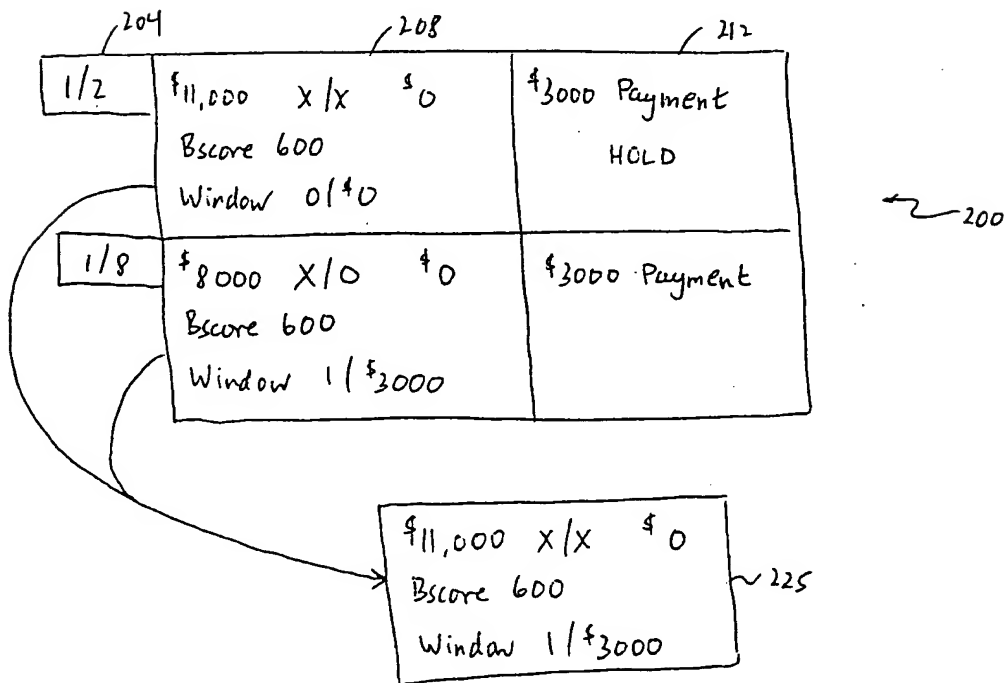 204 208 212
1/2 $11,000 X/X $0 $3000 Payment
Bscore 600 HOLD
Window 0/$0
200
1/8 $8000 X/0 $0 $3000 Payment
Bscore 600
Window 1/$3000
$11,000 X/X $0
Bscore 600 225
Window 1/$3000